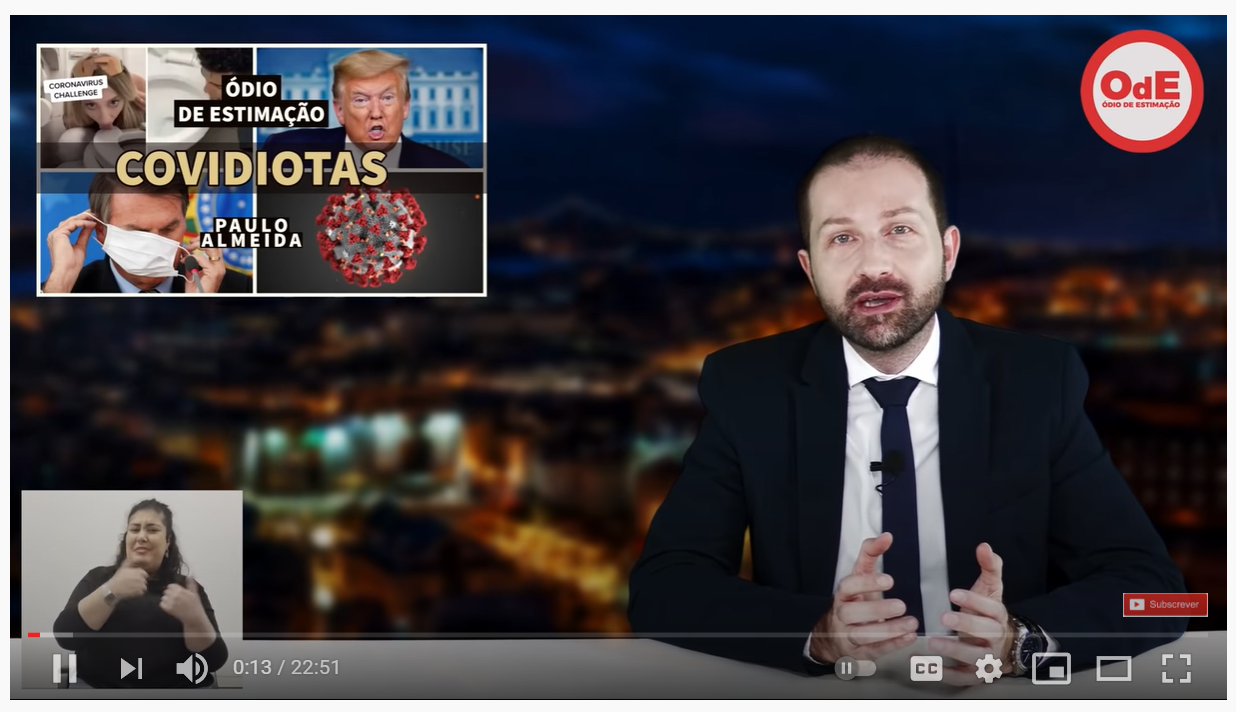 CORONAVIRUS
CHALLENGE
ÓDIO
DE ESTIMAÇÃO
COVIDIOTAS
PAULO
ALMEIDA
OdE
ÓDIO DE ESTIMAÇÃO
Subscrever
0:13 / 22:51
CC